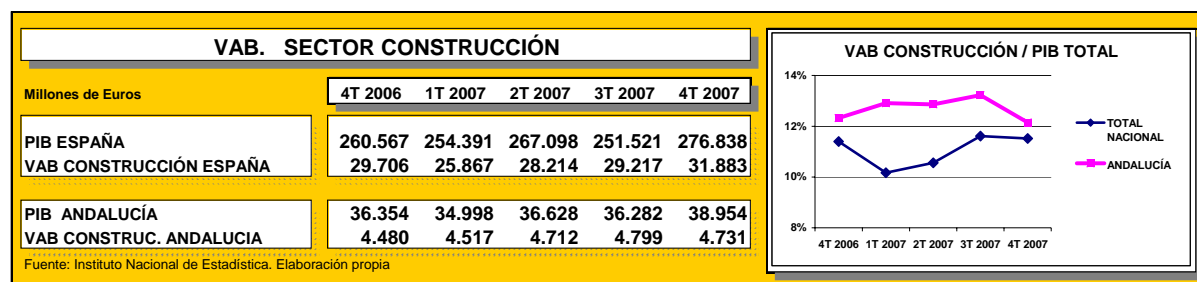 VAB. SECTOR CONSTRUCCIÓN
Millones de Euros 4T 2006 1T 2007 2T 2007 3T 2007 4T 2007
PIB ESPAÑA 260.567 254.391 267.098 251.521 276.838
VAB CONSTRUCCIÓN ESPAÑA 29.706 25.867 28.214 29.217 31.883
PIB ANDALUCÍA 36.354 34.998 36.628 36.282 38.954
VAB CONSTRUC. ANDALUCIA 4.480 4.517 4.712 4.799 4.731
Fuente: Instituto Nacional de Estadística. Elaboración propia
VAB CONSTRUCCIÓN / PIB TOTAL
14%
12%
10%
8%
4T 2006 1T 2007 2T 2007 3T 2007 4T 2007
TOTAL
NACIONAL
ANDALUCÍA